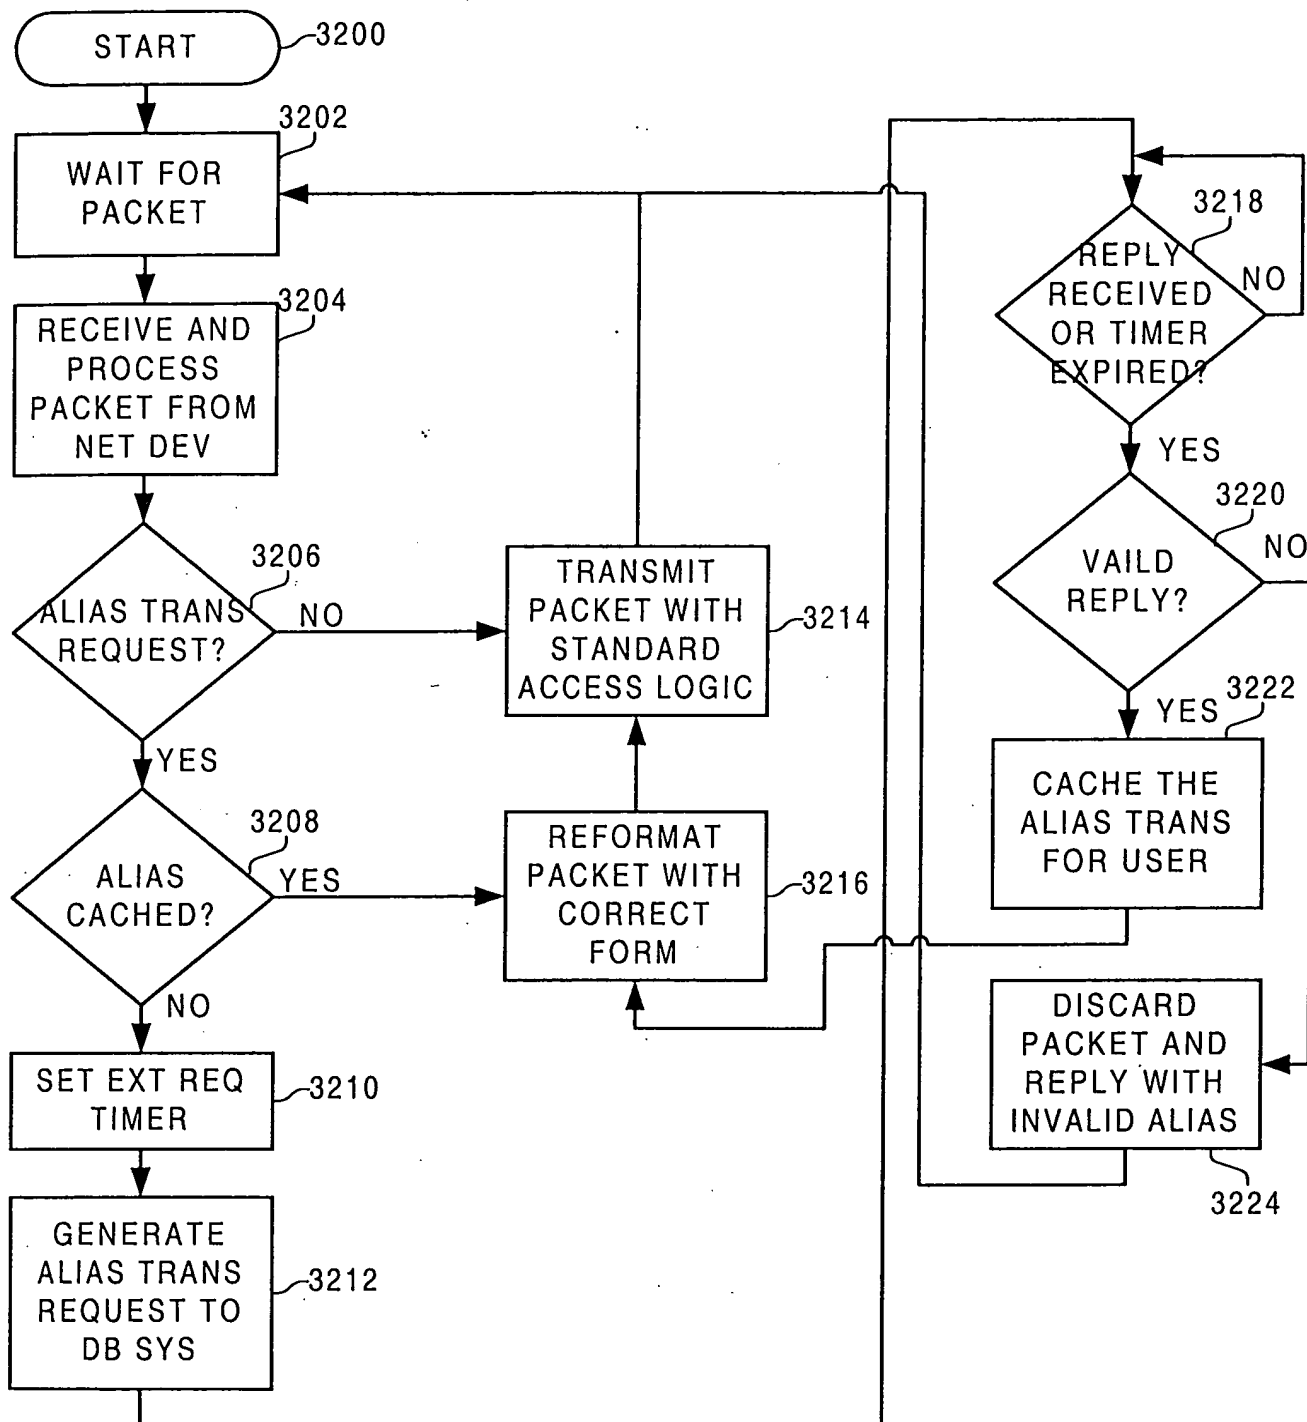 START
3200
3202
WAIT FOR
PACKET
3204
RECEIVE AND
PROCESS
PACKET FROM
NET DEV
3206
ALIAS TRANS
REQUEST?
NO
YES
3208
ALIAS
CACHED?
YES
NO
SET EXT REQ
TIMER
3210
GENERATE
ALIAS TRANS
REQUEST TO
DB SYS
3212
TRANSMIT
PACKET WITH
STANDARD
ACCESS LOGIC
3214
REFORMAT
PACKET WITH
CORRECT
FORM
3216
3218
REPLY
RECEIVED
OR TIMER
EXPIRED?
NO
YES
3220
VAILD
REPLY?
NO
YES
3222
CACHE THE
ALIAS TRANS
FOR USER
DISCARD
PACKET AND
REPLY WITH
INVALID ALIAS
3224